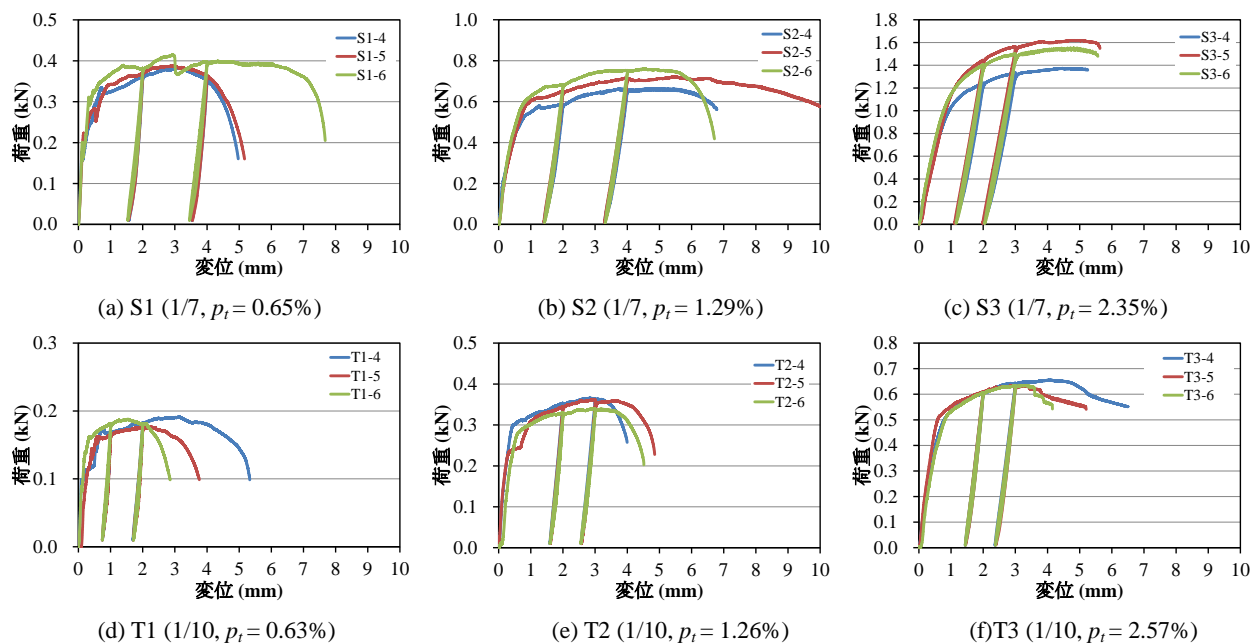 0.5
0.4
0.3
0.2
0.1
0.0
荷重 (kN)
S1-4
S1-5
S1-6
0 1 2 3 4 5 6 7 8 9 10
変位 (mm)
(a) S1 (1/7, pt = 0.65%)
1.0
0.8
0.6
0.4
0.2
0.0
荷重 (kN)
S2-4
S2-5
S2-6
0 1 2 3 4 5 6 7 8 9 10
変位 (mm)
(b) S2 (1/7, pt = 1.29%)
1.8
1.6
1.4
1.2
1.0
0.8
0.6
0.4
0.2
0.0
荷重 (kN)
S3-4
S3-5
S3-6
0 1 2 3 4 5 6 7 8 9 10
変位 (mm)
(c) S3 (1/7, pt = 2.35%)
0.3
0.2
0.1
0.0
荷重 (kN)
T1-4
T1-5
T1-6
0 1 2 3 4 5 6 7 8 9 10
変位 (mm)
(d) T1 (1/10, pt = 0.63%)
0.5
0.4
0.3
0.2
0.1
0.0
荷重 (kN)
T2-4
T2-5
T2-6
0 1 2 3 4 5 6 7 8 9 10
変位 (mm)
(e) T2 (1/10, pt = 1.26%)
0.8
0.7
0.6
0.5
0.4
0.3
0.2
0.1
0.0
荷重 (kN)
T3-4
T3-5
T3-6
0 1 2 3 4 5 6 7 8 9 10
変位 (mm)
(f)T3 (1/10, pt = 2.57%)